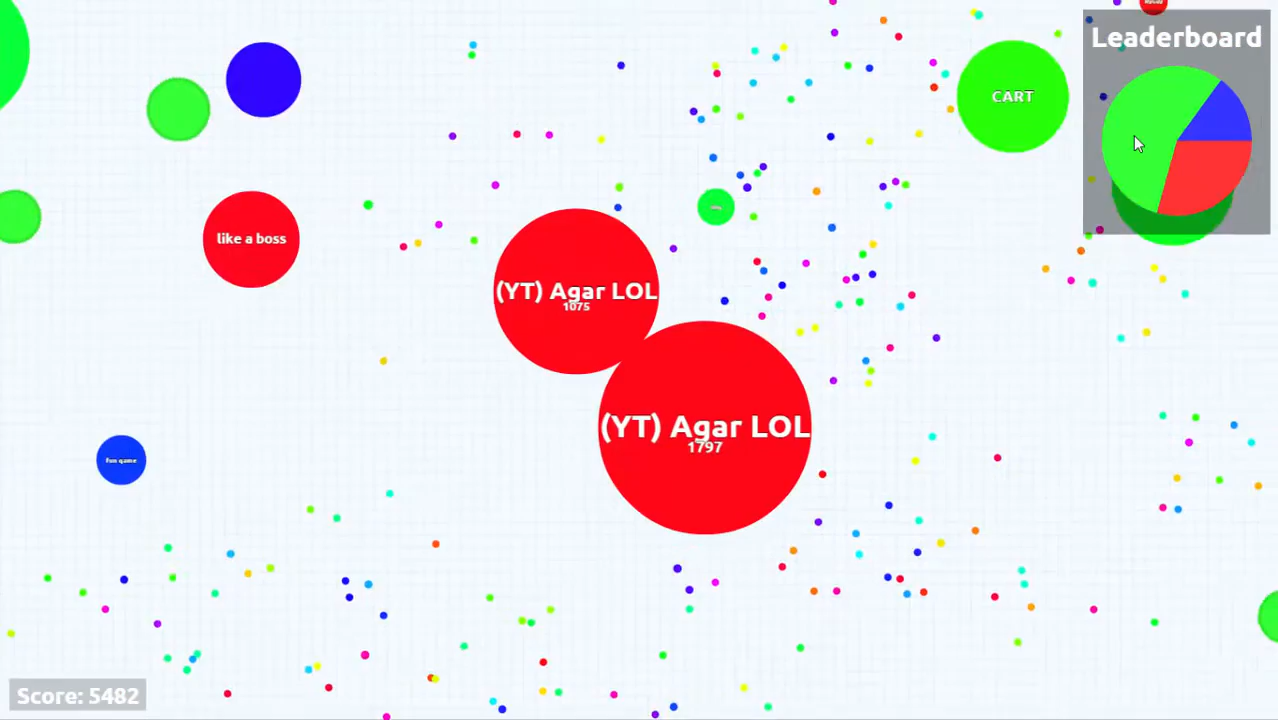 Leaderboard
CART
like a boss
(YT) Agar LOL
1075
(YT) Agar LOL
1797
Fun game
Score: 5482